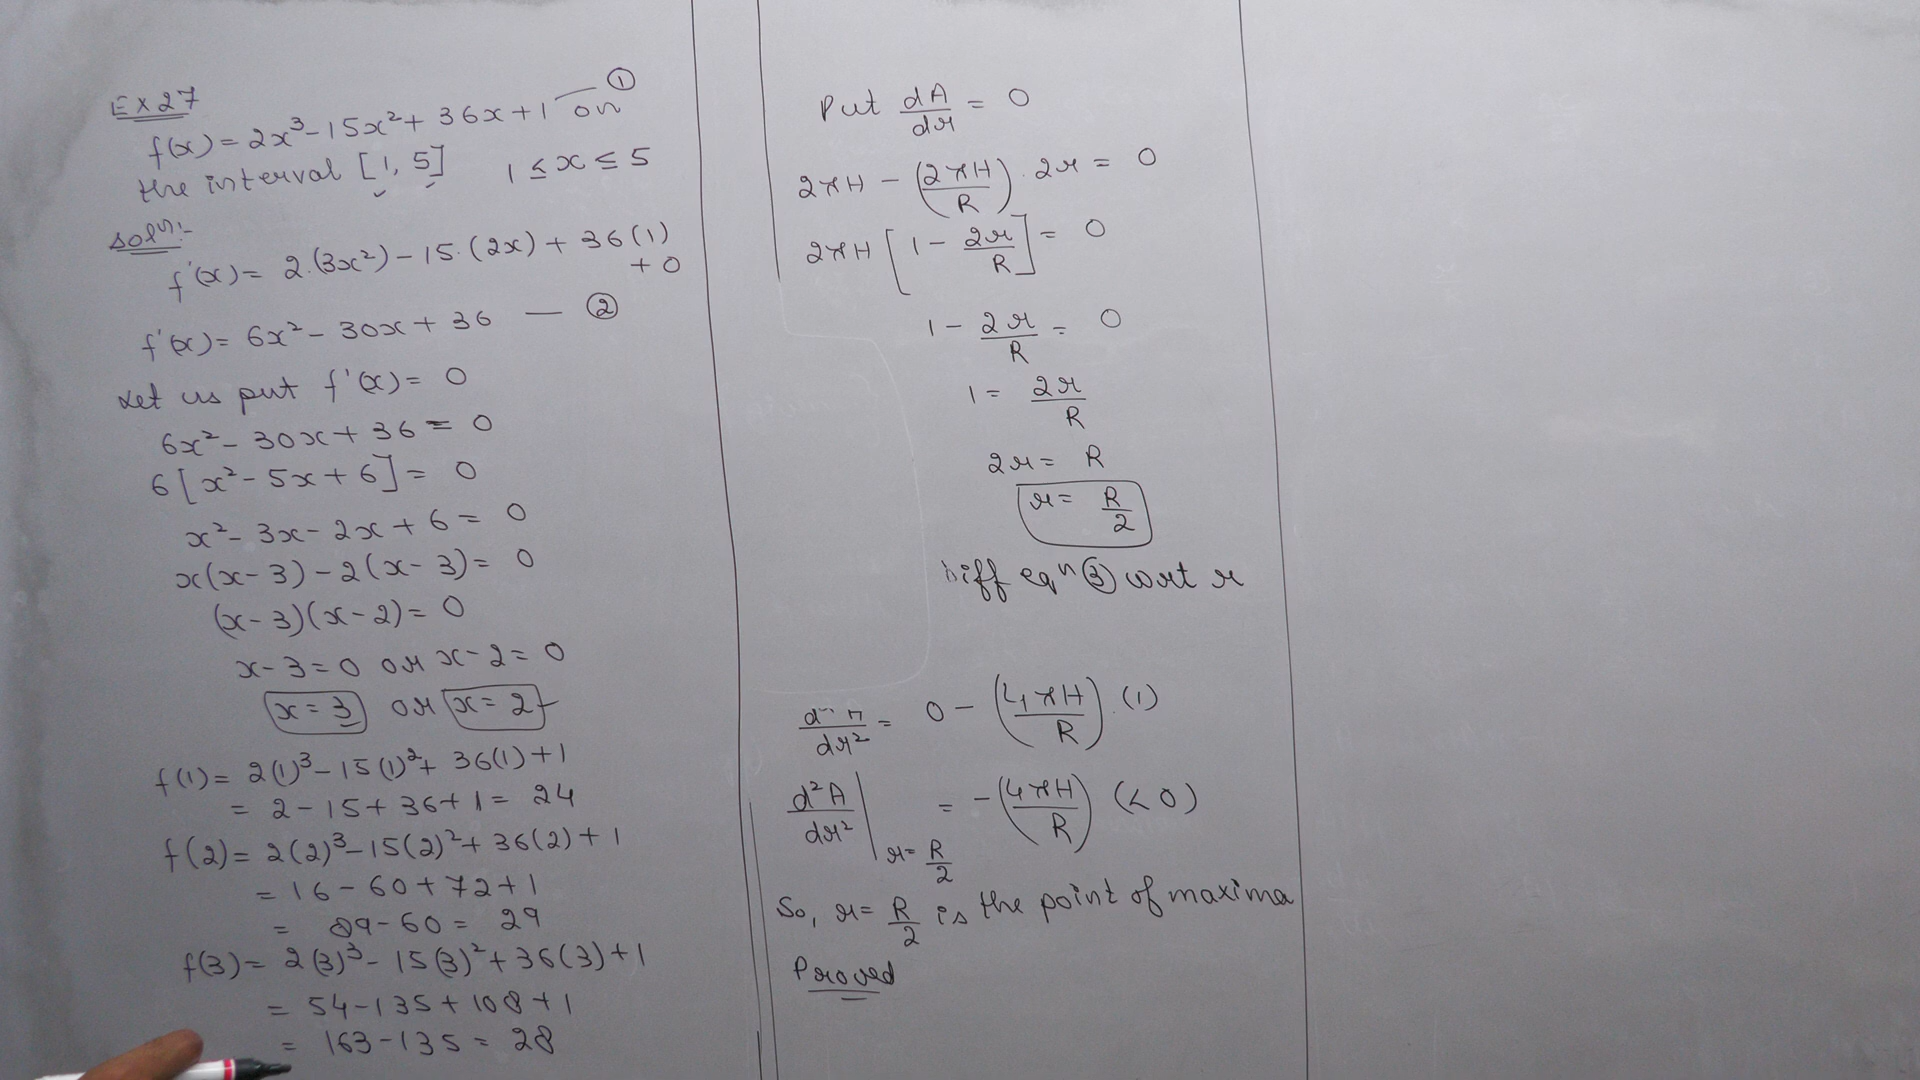 Ex 27
f(x) = 2x³ - 15x² + 36x + 1 on ①
the interval [1, 5] 1 ≤ x ≤ 5
Solⁿ:-
f'(x) = 2.(3x²) - 15.(2x) + 36(1)
+ 0
f'(x) = 6x² - 30x + 36 — ②
Let us put f'(x) = 0
6x² - 30x + 36 = 0
6[x² - 5x + 6] = 0
x² - 3x - 2x + 6 = 0
x(x - 3) - 2(x - 3) = 0
(x - 3)(x - 2) = 0
x - 3 = 0 or x - 2 = 0
x = 3 or x = 2
f(1) = 2(1)³ - 15(1)² + 36(1) + 1
= 2 - 15 + 36 + 1 = 24
f(2) = 2(2)³ - 15(2)² + 36(2) + 1
= 16 - 60 + 72 + 1
= 89 - 60 = 29
f(3) = 2(3)³ - 15(3)² + 36(3) + 1
= 54 - 135 + 108 + 1
= 163 - 135 = 28
Put dA/dr = 0
2πH - (2πH/R).2r = 0
2πH[1 - 2r/R] = 0
1 - 2r/R = 0
1 = 2r/R
2r = R
r = R/2
Diff eqⁿ ③ wrt r
/dr² = 0 - (4πH/R).(1)
d²A/dr²|r = R/2 = -(4πH/R) (< 0)
So, r = R/2 is the point of maxima
Proved